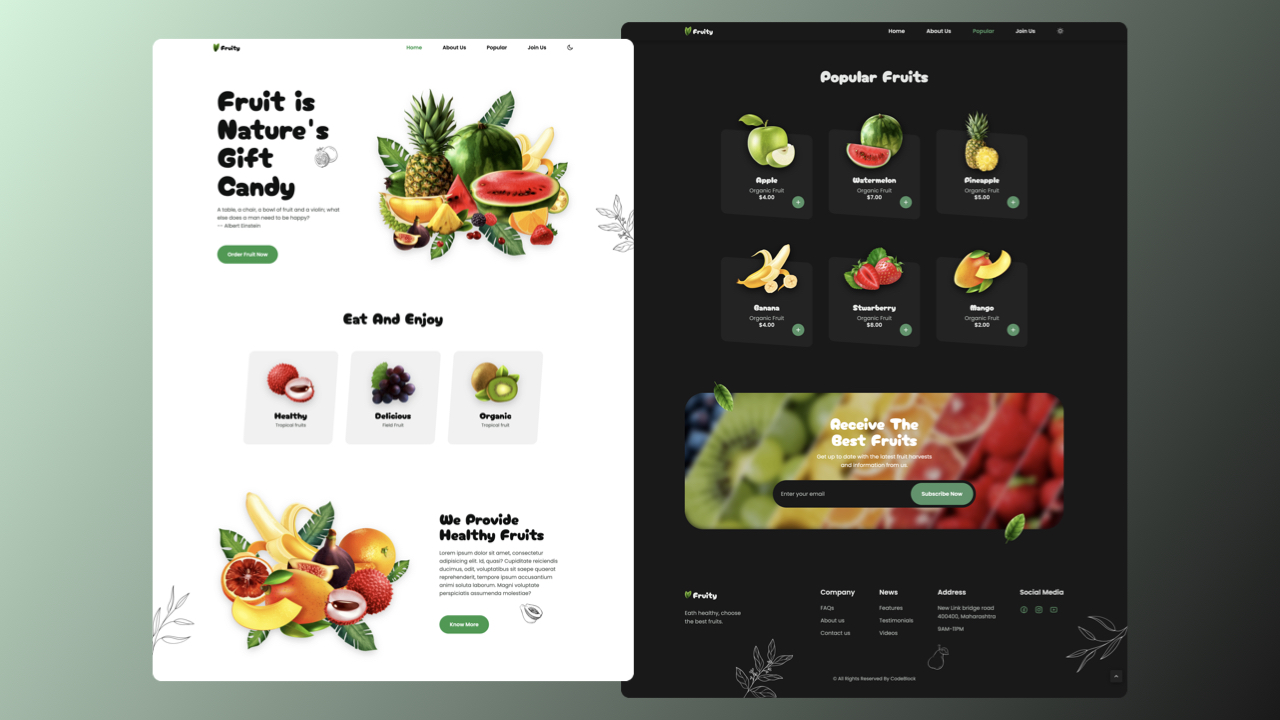 Fruity
Home
About Us
Popular
Join Us
Fruit is
Nature's
Gift
Candy
A table, a chair, a bowl of fruit and a violin; what
else does a man need to be happy?
— Albert Einstein
Order Fruit Now
Eat And Enjoy
Healthy
Tropical fruits
Delicious
Field Fruit
Organic
Tropical fruit
We Provide
Healthy Fruits
Lorem ipsum dolor sit amet, consectetur
adipisicing elit. Id, quasi? Cupiditate reiciendis
ducimus, odit, voluptatibus sit saepe quaerat
reprehenderit, tempore ipsum accusantium
animi soluta laborum. Magni voluptate
perspiciatis assumenda molestiae?
Know More
Fruity
Home
About Us
Popular
Join Us
Popular Fruits
Apple
Organic Fruit
$4.00
Watermelon
Organic Fruit
$7.00
Pineapple
Organic Fruit
$5.00
Banana
Organic Fruit
$4.00
Stwarberry
Organic Fruit
$8.00
Mango
Organic Fruit
$2.00
Receive The
Best Fruits
Get up to date with the latest fruit harvests
and information from us.
Enter your email
Subscribe Now
Fruity
Eath healthy, choose
the best fruits.
Company
FAQs
About us
Contact us
News
Features
Testimonials
Videos
Address
New Link bridge road
400400, Maharashtra
9AM-11PM
Social Media
© All Rights Reserved By CodeBlock